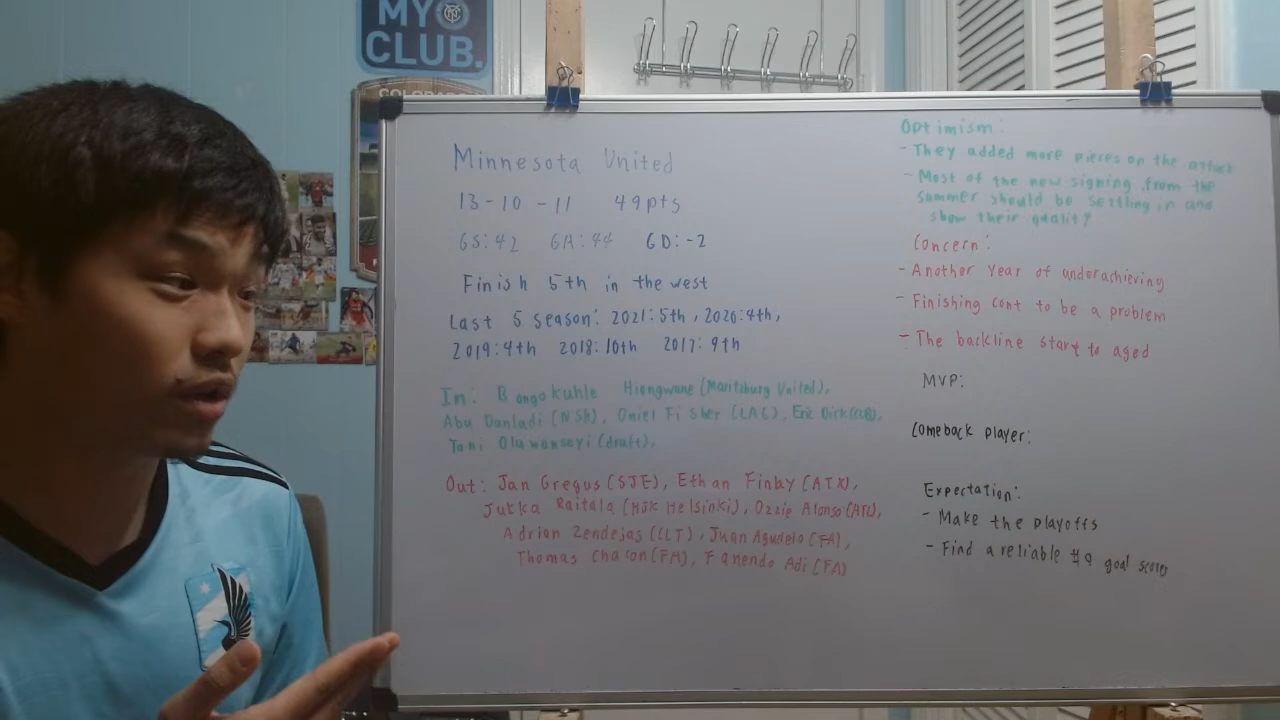 MY
CLUB.
COLORADO
Minnesota United
13-10-11 49pts
GS:42 GA:44 GD:-2
Finish 5th in the west
Last 5 season: 2021:5th, 2020:4th,
2019:4th 2018:10th 2017:9th
In: Bongokuhle Hlongwane (Maritzburg United),
Abu Danladi (NSH), Oniel Fisher (LAG), Eric Dick
Tani Oluwaseyi (draft),
Out: Jan Gregus (SJE), Ethan Finlay (ATX),
Jukka Raitala (HJK Helsinki), Ozzie Alonso (ATL),
Adrian Zendejas (CLT), Juan Agudelo (FA),
Thomas Chacon (FA), Fanendo Adi (FA)
Optimism:
- They added more pieces on the attack
- Most of the new signing from the
summer should be settling in and
show their quality?
Concern:
- Another Year of underachieving
- Finishing cont to be a problem
- The backline start to aged
MVP:
Comeback Player:
Expectation:
- Make the playoffs
- Find a reliable #9 goal scorer